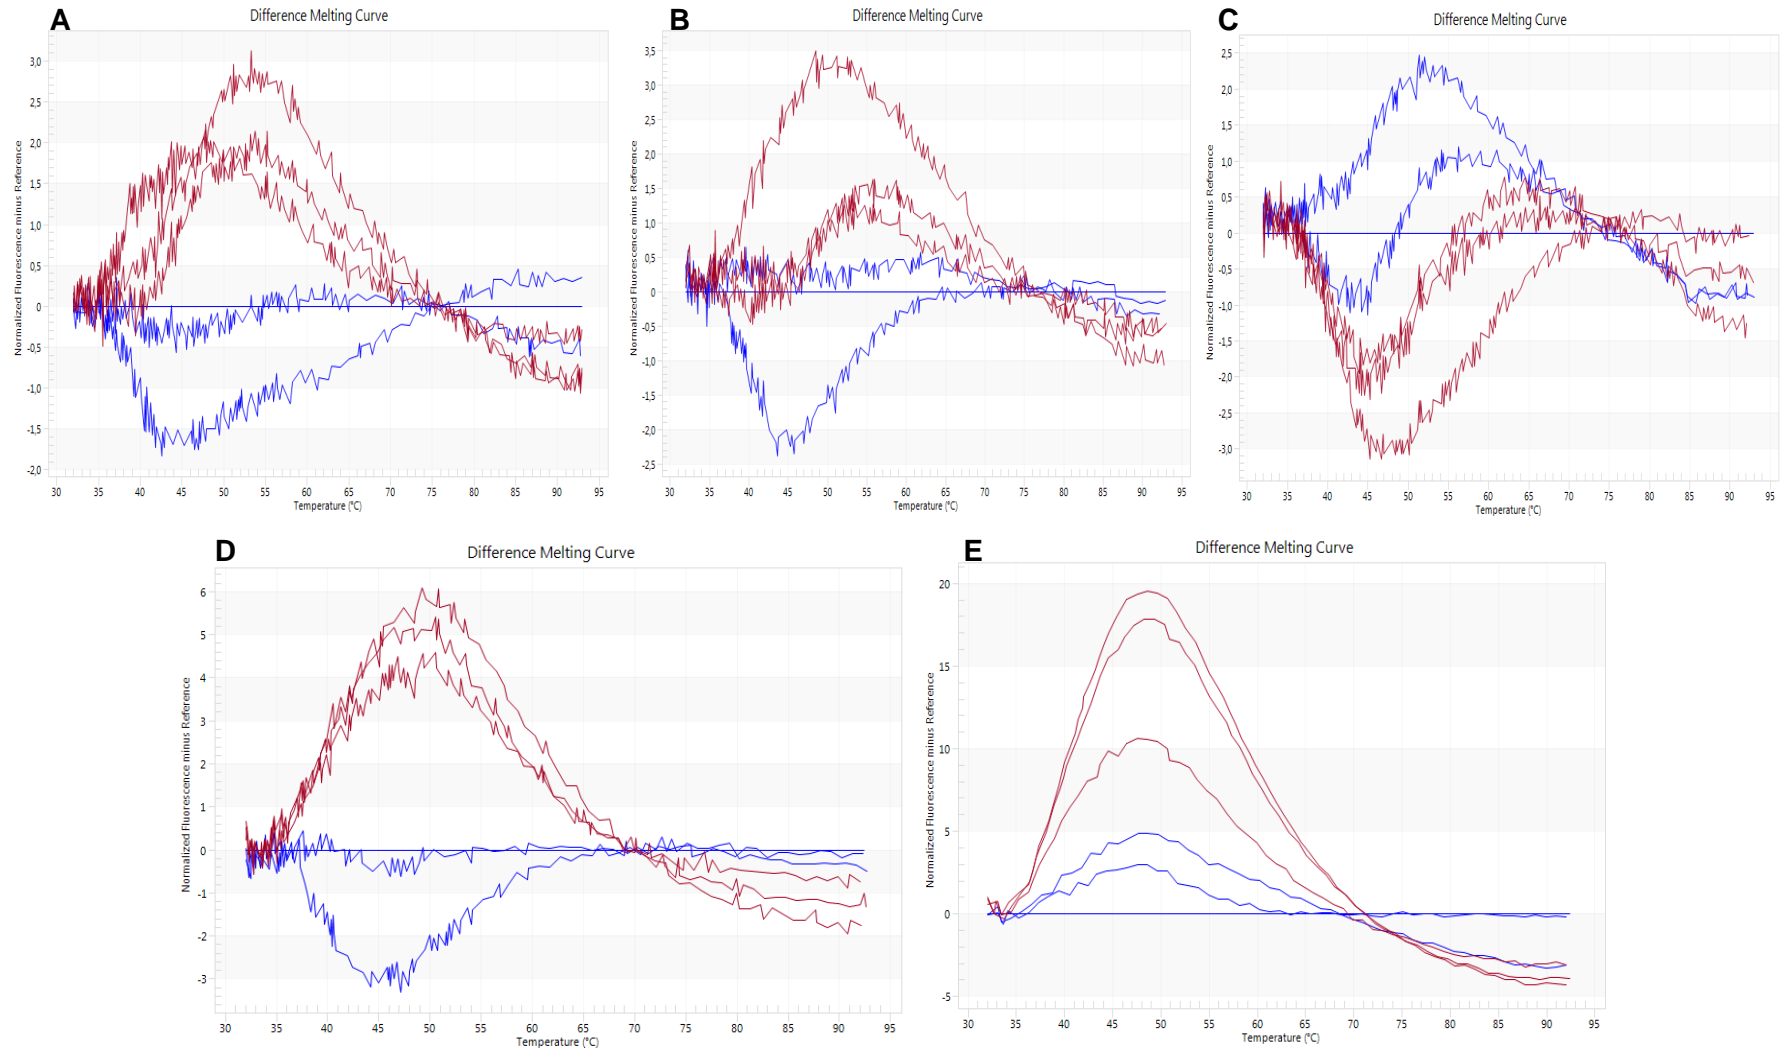 A
Difference Melting Curve
Normalized Fluorescence minus Reference
3,0
2,5
2,0
1,5
1,0
0,5
0
-0,5
-1,0
-1,5
-2,0
30 35 40 45 50 55 60 65 70 75 80 85 90 95
Temperature (°C)
B
Difference Melting Curve
Normalized Fluorescence minus Reference
3,5
3,0
2,5
2,0
1,5
1,0
0,5
0
-0,5
-1,0
-1,5
-2,0
-2,5
30 35 40 45 50 55 60 65 70 75 80 85 90 95
Temperature (°C)
C
Difference Melting Curve
Normalized Fluorescence minus Reference
2,5
2,0
1,5
1,0
0,5
0
-0,5
-1,0
-1,5
-2,0
-2,5
-3,0
30 35 40 45 50 55 60 65 70 75 80 85 90 95
Temperature (°C)
D
Difference Melting Curve
Normalized Fluorescence minus Reference
6
5
4
3
2
1
0
-1
-2
-3
30 35 40 45 50 55 60 65 70 75 80 85 90 95
Temperature (°C)
E
Difference Melting Curve
Normalized Fluorescence minus Reference
20
15
10
5
0
-5
30 35 40 45 50 55 60 65 70 75 80 85 90 95
Temperature (°C)